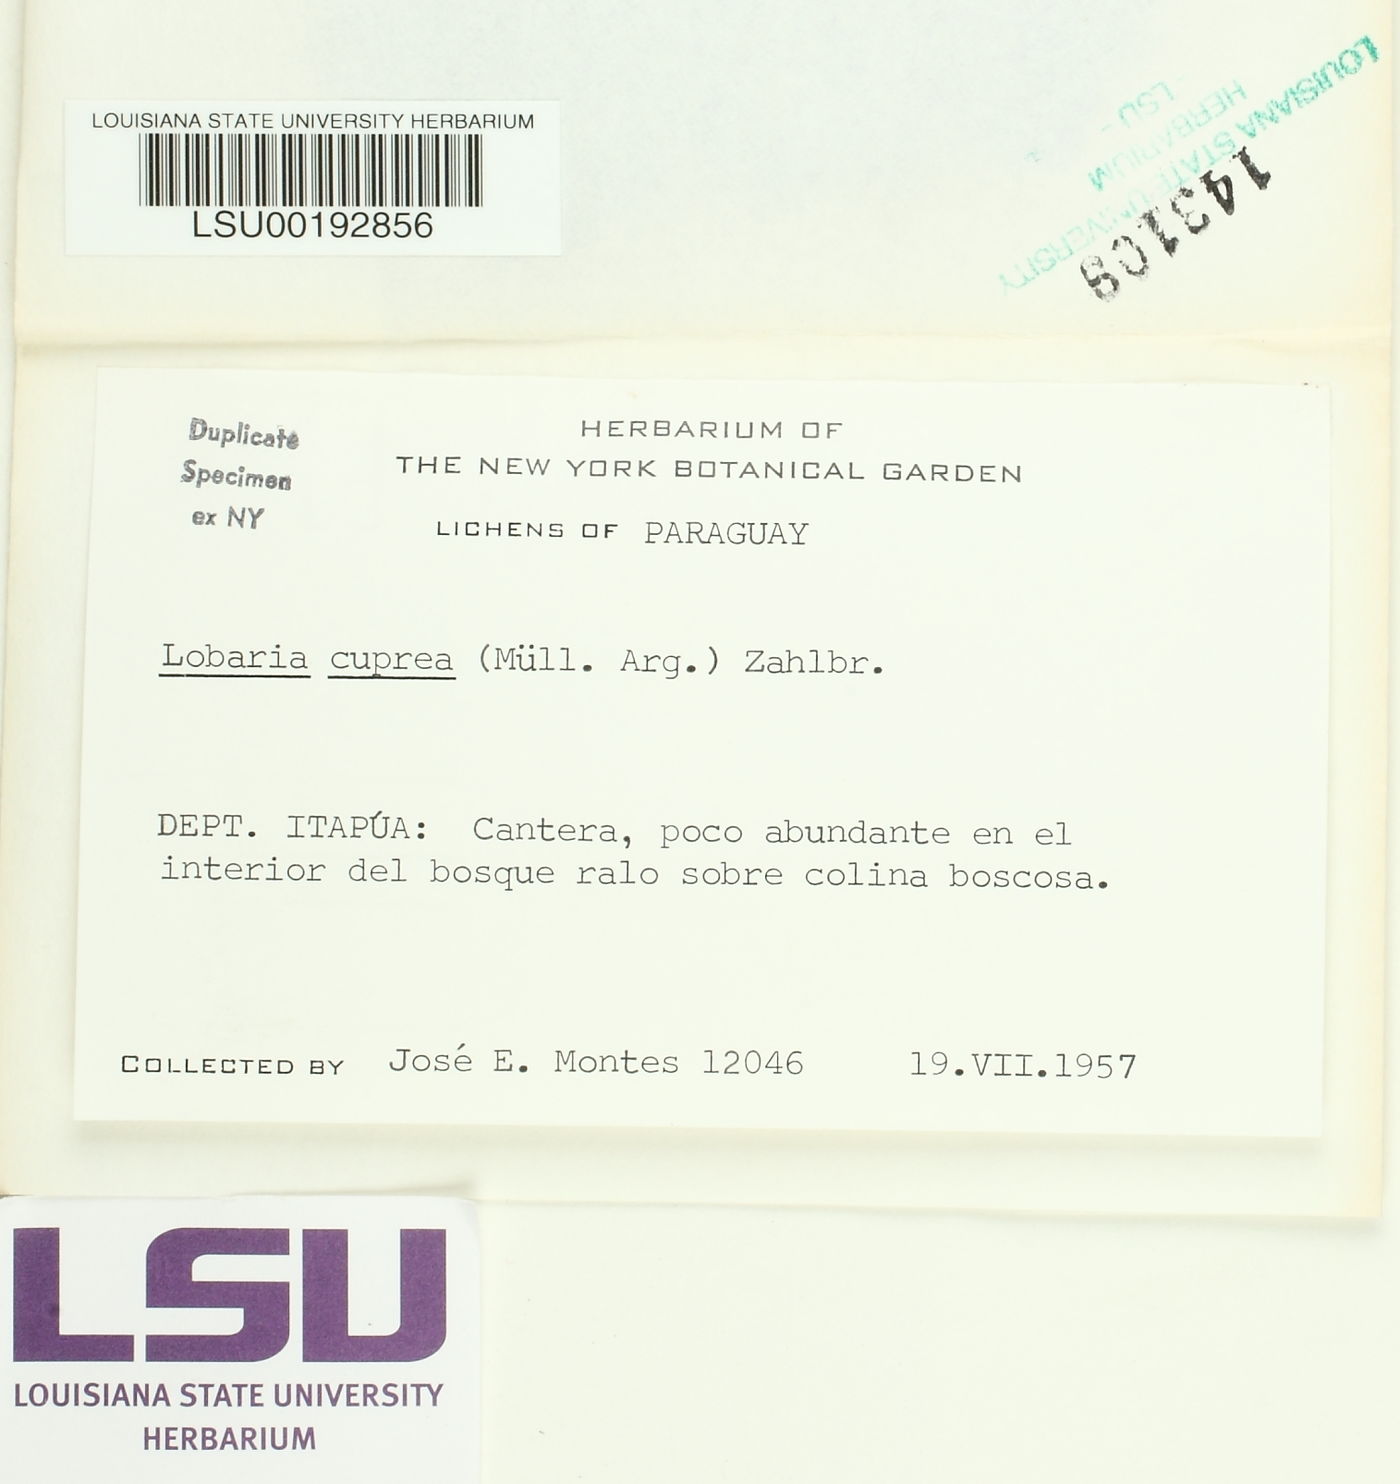 LOUISIANA STATE UNIVERSITY HERBARIUM
LSU00192856
LOUISIANA STATE UNIVERSITY
HERBARIUM
- LSU -
143109
Duplicate
Specimen
ex NY
HERBARIUM OF
THE NEW YORK BOTANICAL GARDEN
LICHENS OF PARAGUAY
Lobaria cuprea (Müll. Arg.) Zahlbr.
DEPT. ITAPÚA: Cantera, poco abundante en el
interior del bosque ralo sobre colina boscosa.
COLLECTED BY José E. Montes 12046 19.VII.1957
LSU
LOUISIANA STATE UNIVERSITY
HERBARIUM